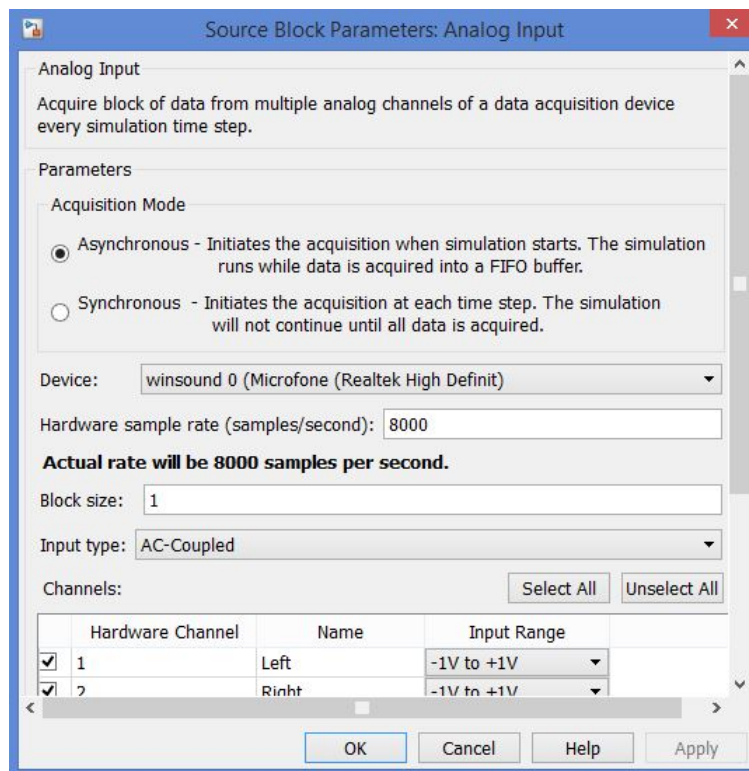 Source Block Parameters: Analog Input
Analog Input
Acquire block of data from multiple analog channels of a data acquisition device
every simulation time step.
Parameters
Acquisition Mode
Asynchronous - Initiates the acquisition when simulation starts. The simulation
runs while data is acquired into a FIFO buffer.
Synchronous - Initiates the acquisition at each time step. The simulation
will not continue until all data is acquired.
Device: winsound 0 (Microfone (Realtek High Definit)
Hardware sample rate (samples/second): 8000
Actual rate will be 8000 samples per second.
Block size: 1
Input type: AC-Coupled
Channels: Select All Unselect All
Hardware Channel Name Input Range
1 Left -1V to +1V
2 Right -1V to +1V
OK Cancel Help Apply